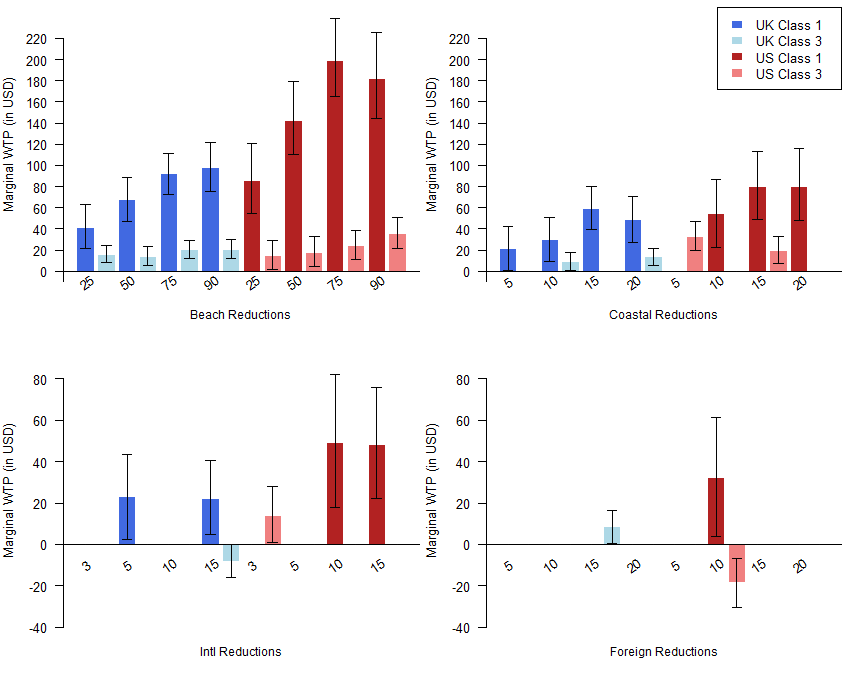 UK Class 1
UK Class 3
US Class 1
US Class 3
Marginal WTP (in USD)
220
200
180
160
140
120
100
80
60
40
20
0
25 50 75 90 25 50 75 90
Beach Reductions
Marginal WTP (in USD)
220
200
180
160
140
120
100
80
60
40
20
0
5 10 15 20 5 10 15 20
Coastal Reductions
Marginal WTP (in USD)
80
60
40
20
0
-20
-40
3 5 10 15 3 5 10 15
Intl Reductions
Marginal WTP (in USD)
80
60
40
20
0
-20
-40
5 10 15 20 5 10 15 20
Foreign Reductions